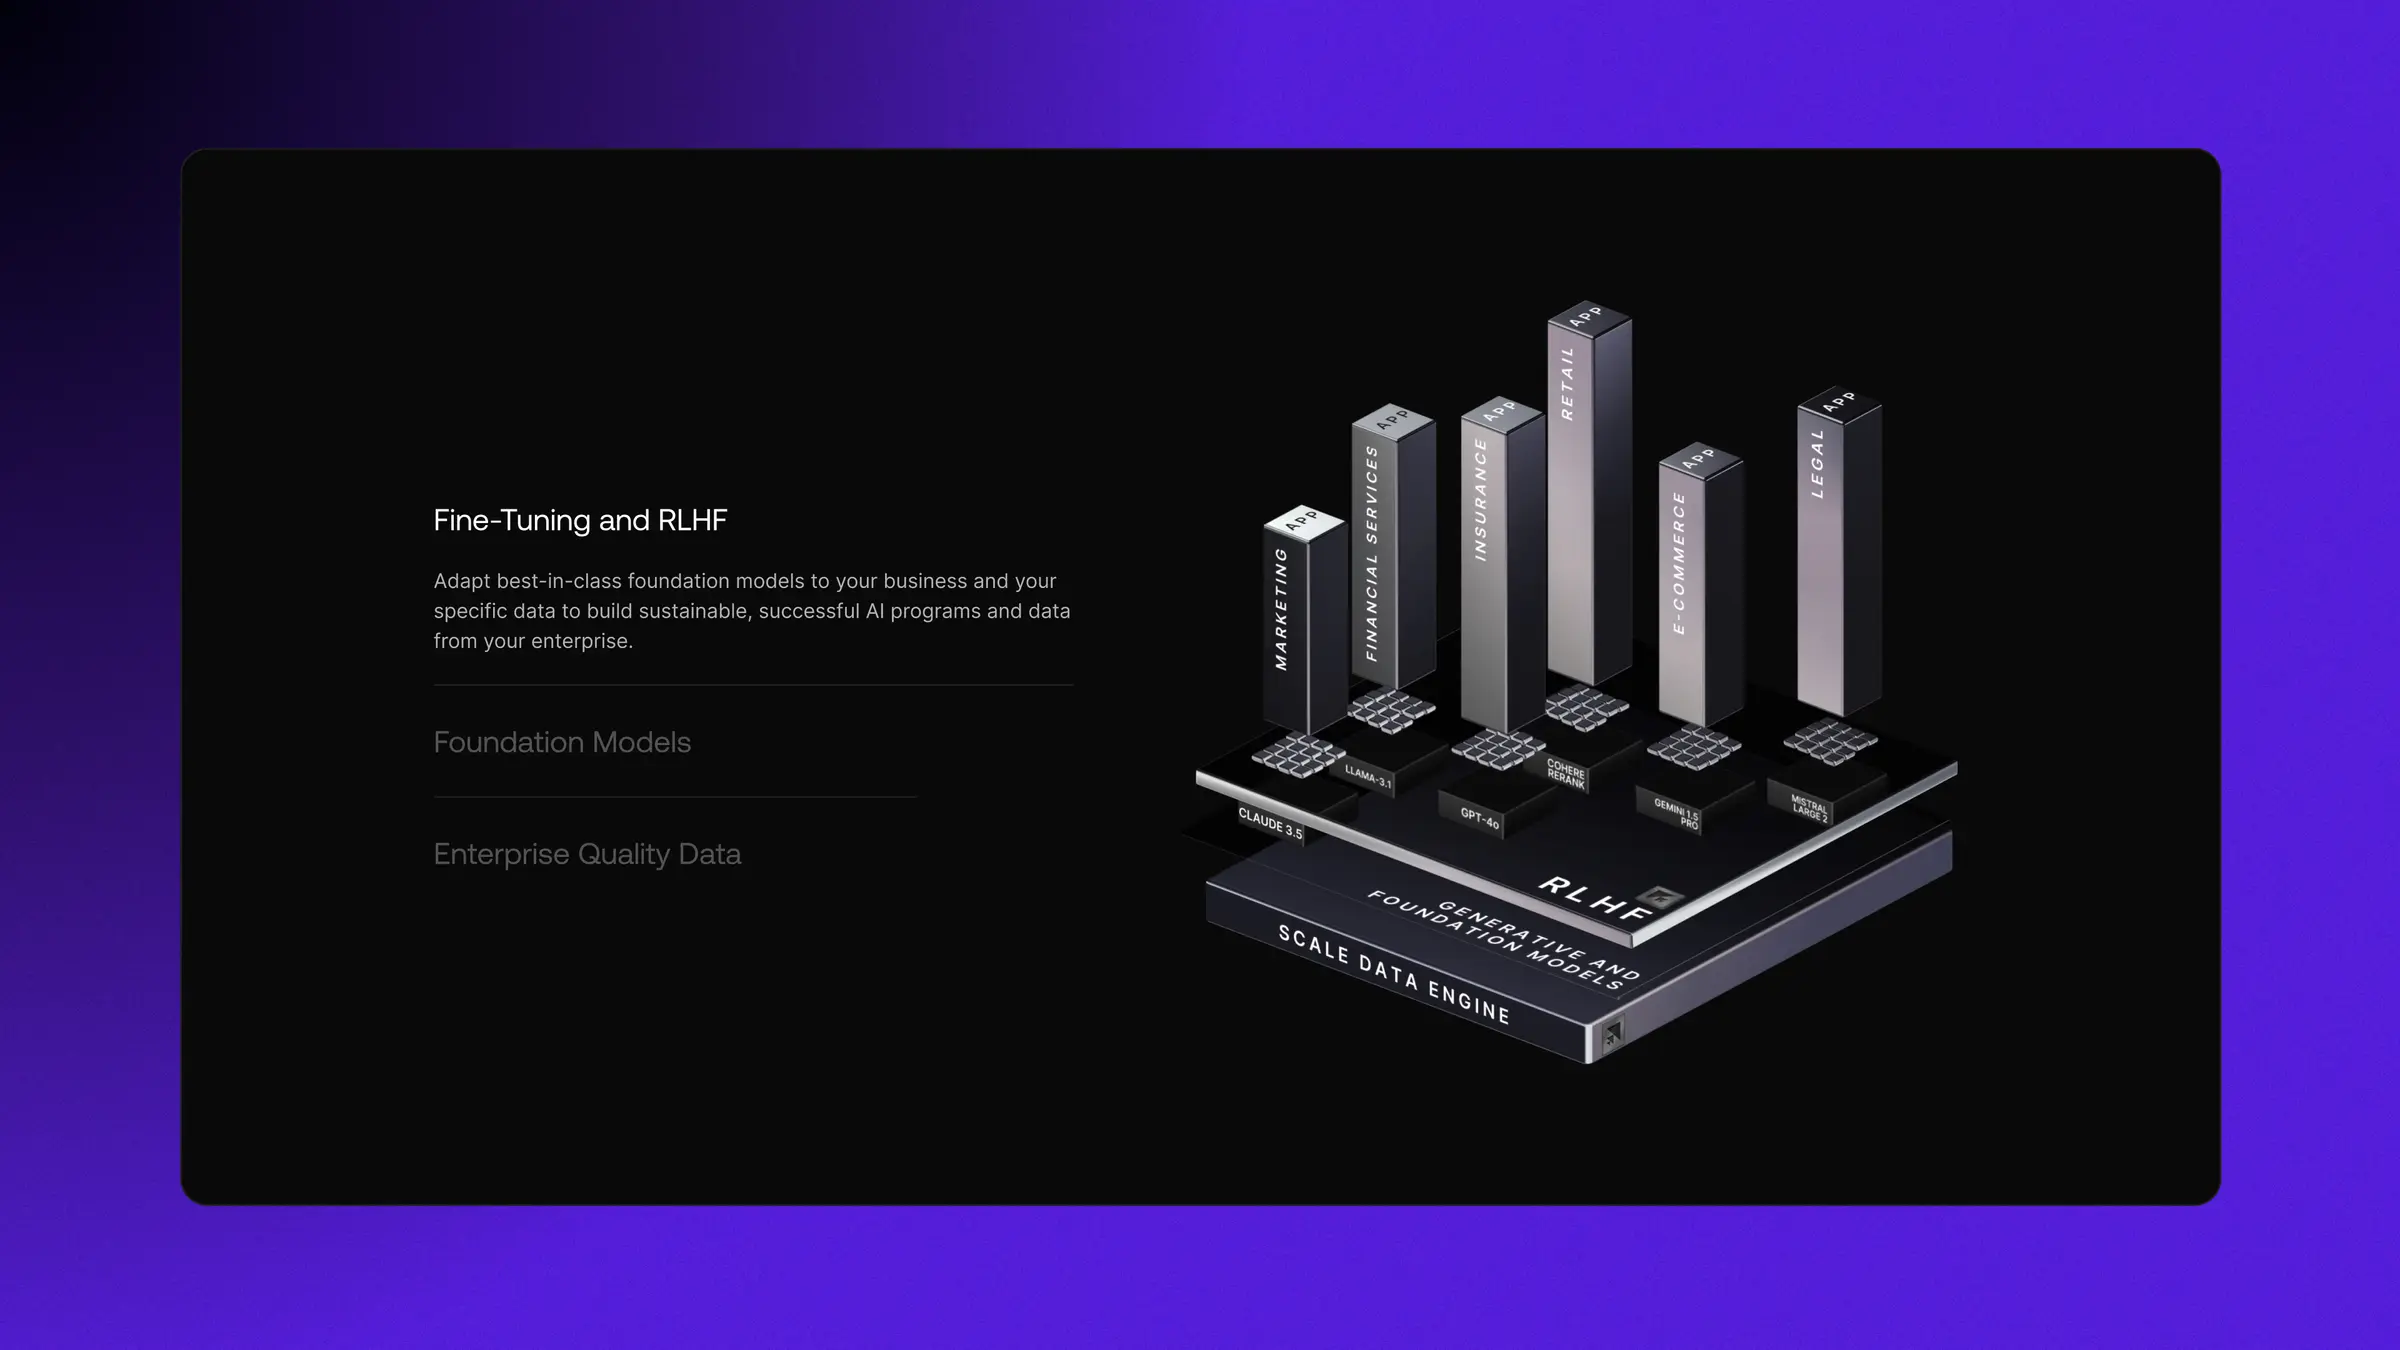 Fine-Tuning and RLHF
Adapt best-in-class foundation models to your business and your
specific data to build sustainable, successful AI programs and data
from your enterprise.
Foundation Models
Enterprise Quality Data
APP
MARKETING
APP
FINANCIAL SERVICES
APP
INSURANCE
APP
RETAIL
APP
E-COMMERCE
APP
LEGAL
CLAUDE 3.5
LLAMA-3.1
GPT-4o
COHERE
RERANK
GEMINI 1.5
PRO
MISTRAL
LARGE 2
RLHF
GENERATIVE AND
FOUNDATION MODELS
SCALE DATA ENGINE